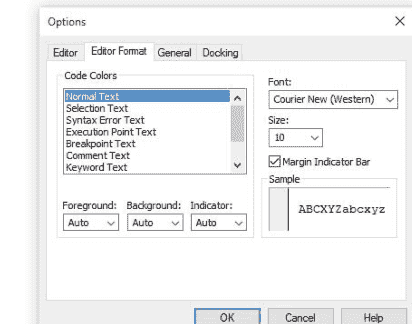 Options
Editor Editor Format General Docking
Code Colors
Normal Text
Selection Text
Syntax Error Text
Execution Point Text
Breakpoint Text
Comment Text
Keyword Text
Foreground: Background: Indicator:
Auto Auto Auto
Font:
Courier New (Western)
Size:
10
Margin Indicator Bar
Sample
ABCXYZabcxyz
OK Cancel Help